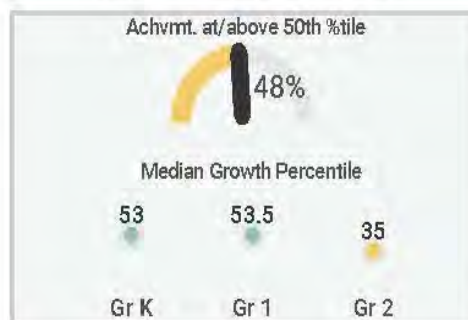 Achvmt. at/above 50th %tile
48%
Median Growth Percentile
53 53.5 35
Gr K Gr 1 Gr 2